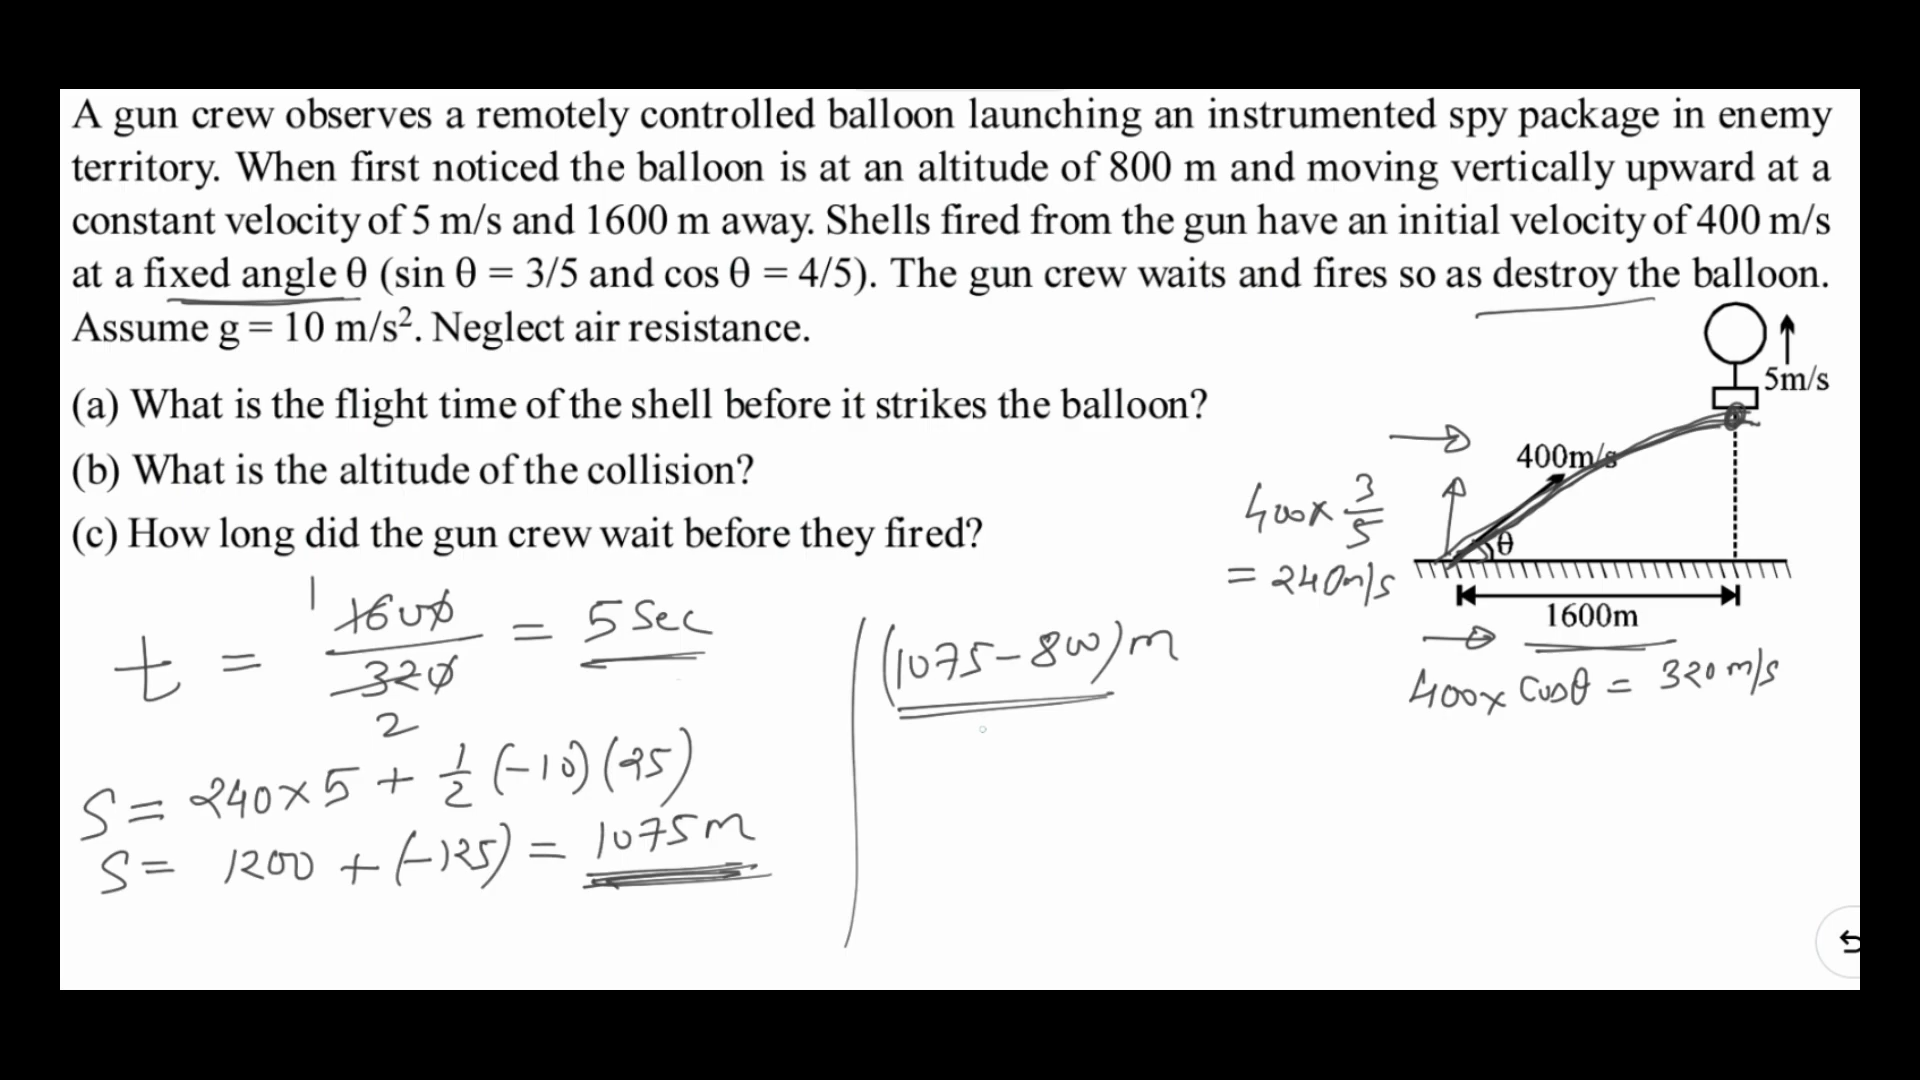 A gun crew observes a remotely controlled balloon launching an instrumented spy package in enemy
territory. When first noticed the balloon is at an altitude of 800 m and moving vertically upward at a
constant velocity of 5 m/s and 1600 m away. Shells fired from the gun have an initial velocity of 400 m/s
at a fixed angle θ (sin θ = 3/5 and cos θ = 4/5). The gun crew waits and fires so as destroy the balloon.
Assume g = 10 m/s². Neglect air resistance.
(a) What is the flight time of the shell before it strikes the balloon?
(b) What is the altitude of the collision?
(c) How long did the gun crew wait before they fired?
5m/s
400m/s
θ
1600m
400 x 3/5
= 240m/s
400x cosθ = 320 m/s
t = 1600/320 = 5 sec
2
S = 240 x 5 + 1/2 (-10) (25)
S = 1200 + (-125) = 1075 m
(1075 - 800) m